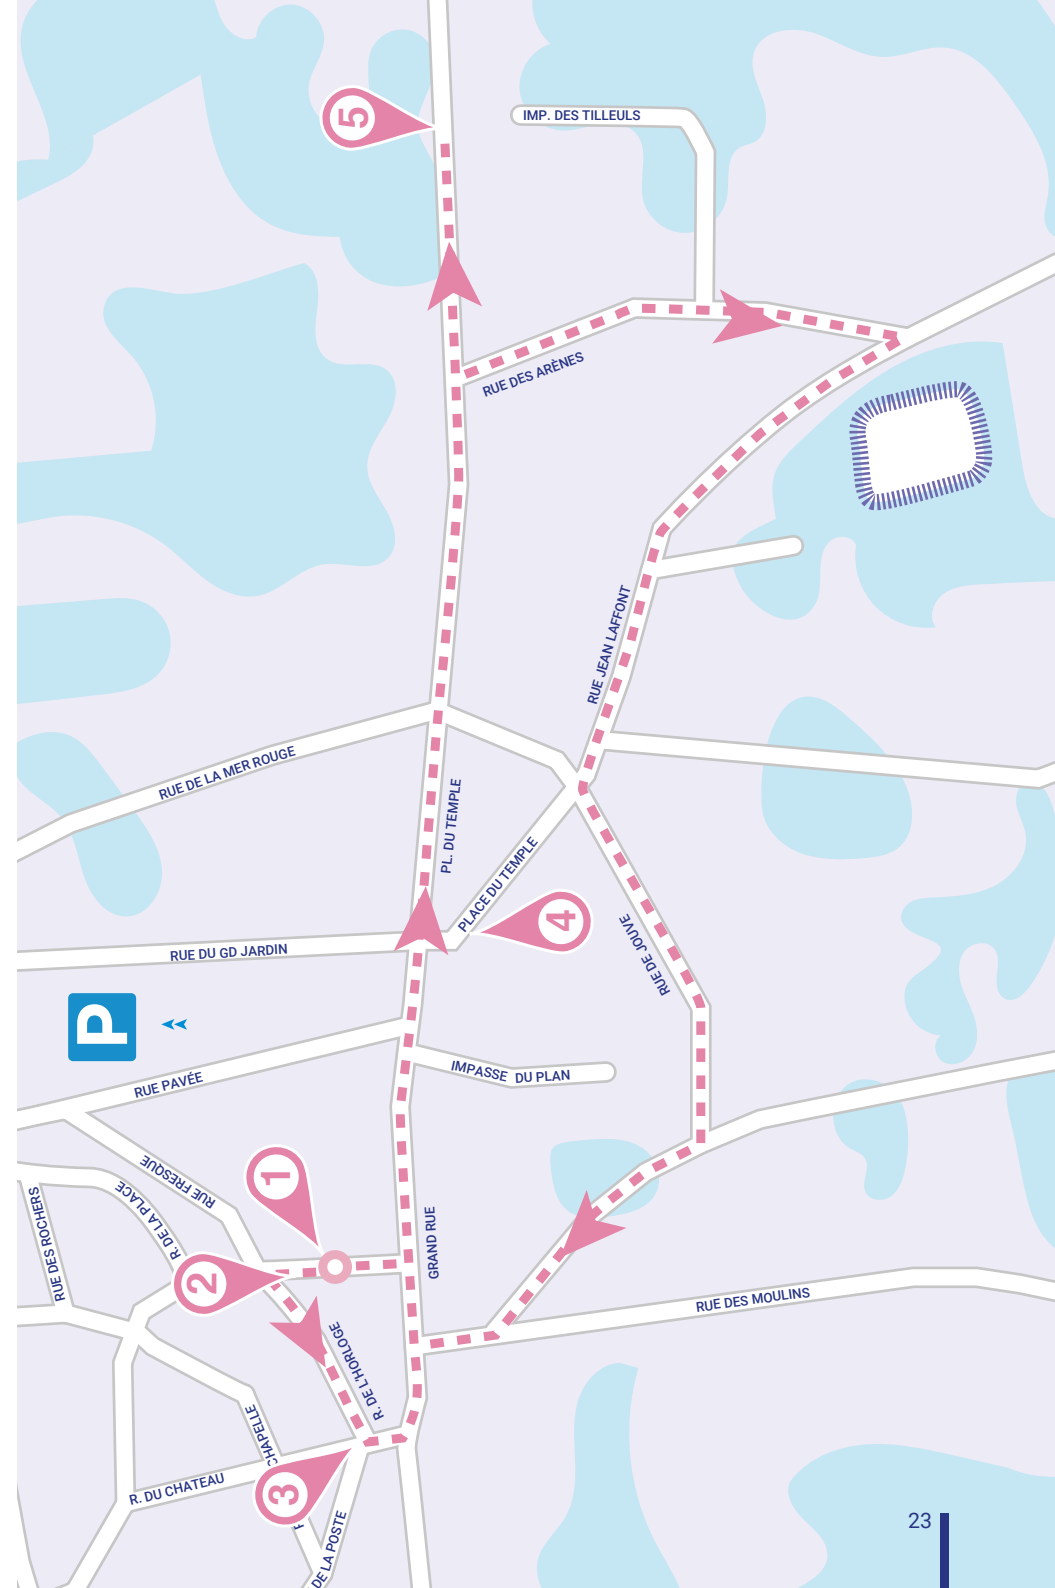 5
IMP. DES TILLEULS
RUE DES ARÈNES
RUE JEAN LAFFONT
RUE DE LA MER ROUGE
PL. DU TEMPLE
PLACE DU TEMPLE
4
RUE DU GD JARDIN
RUE DE JOUVE
P
IMPASSE DU PLAN
RUE PAVÉE
RUE FRESQUE
1
R. DE LA PLACE
RUE DES ROCHERS
GRAND RUE
2
RUE DES MOULINS
R. DE L'HORLOGE
CHAPELLE
R. DU CHATEAU
3
DE LA POSTE
23